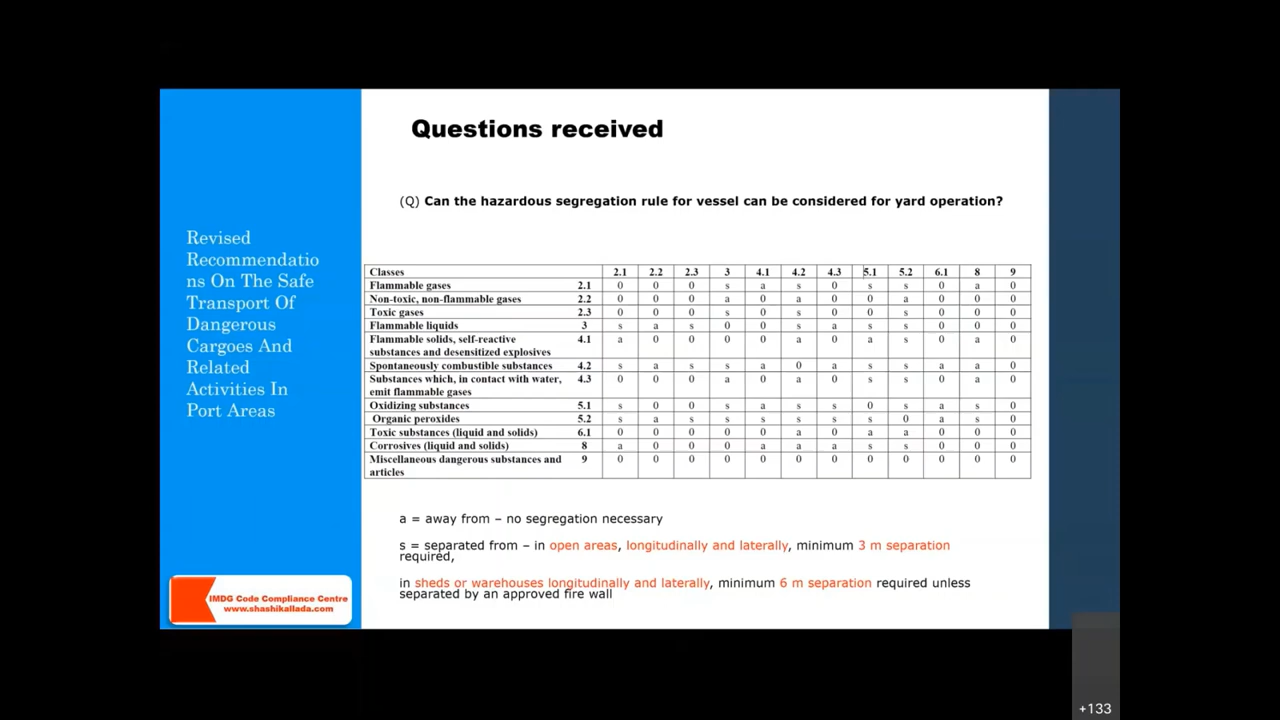 Questions received
(Q) Can the hazardous segregation rule for vessel can be considered for yard operation?
Revised
Recommendatio
ns On The Safe
Transport Of
Dangerous
Cargoes And
Related
Activities In
Port Areas
Classes 2.1 2.2 2.3 3 4.1 4.2 4.3 5.1 5.2 6.1 8 9
Flammable gases 2.1 0 0 0 s a s 0 s s 0 a 0
Non-toxic, non-flammable gases 2.2 0 0 0 a 0 a 0 0 a 0 0 0
Toxic gases 2.3 0 0 0 s 0 s 0 0 s 0 0 0
Flammable liquids 3 s a s 0 0 s a s s 0 0 0
Flammable solids, self-reactive
substances and desensitized explosives 4.1 a 0 0 0 0 a 0 a s 0 a 0
Spontaneously combustible substances 4.2 s a s s a 0 a s s a a 0
Substances which, in contact with water,
emit flammable gases 4.3 0 0 0 a 0 a 0 s s 0 a 0
Oxidizing substances 5.1 s 0 0 s a s s 0 s a s 0
Organic peroxides 5.2 s a s s s s s s 0 a s 0
Toxic substances (liquid and solids) 6.1 0 0 0 0 0 a 0 a a 0 0 0
Corrosives (liquid and solids) 8 a 0 0 0 a a a s s 0 0 0
Miscellaneous dangerous substances and
articles 9 0 0 0 0 0 0 0 0 0 0 0 0
a = away from – no segregation necessary
s = separated from – in open areas, longitudinally and laterally, minimum 3 m separation
required,
in sheds or warehouses longitudinally and laterally, minimum 6 m separation required unless
separated by an approved fire wall
IMDG Code Compliance Centre
www.shashikallada.com
+133